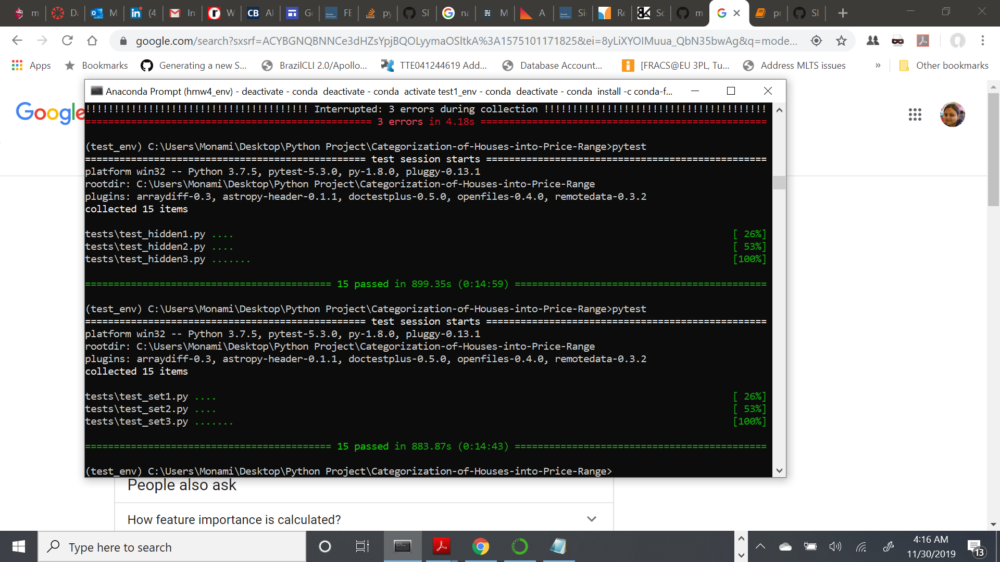 m
Da
M
(4
In
W
CB
Al
Go
FE
py
SI
na
M
A
Si
Re
Sc
m
pr
SI
google.com/search?sxsrf=ACYBGNQBNNCe3dHZsYpjBQOLyymaOSltkA%3A1575101171825&ei=8yLiXYOIMuua_QbN35bwAg&q=mode...
Apps
Bookmarks
Generating a new S...
BrazilCLI 2.0/Apollo...
TTE041244619 Add...
Database Account...
[FRACS@EU 3PL, Tu...
Address MLTS issues
»
Other bookmarks
Google
Anaconda Prompt (hmw4_env) - deactivate - conda deactivate - conda activate test1_env - conda deactivate - conda install -c conda-f...
!!!!!!!!!!!!!!!!!!!!!!!!!!!!!!!!!!!!!!! Interrupted: 3 errors during collection !!!!!!!!!!!!!!!!!!!!!!!!!!!!!!!!!!!!!!!
================================================== 3 errors in 4.18s ==================================================
(test_env) C:\Users\Monami\Desktop\Python Project\Categorization-of-Houses-into-Price-Range>pytest
================================================= test session starts =================================================
platform win32 -- Python 3.7.5, pytest-5.3.0, py-1.8.0, pluggy-0.13.1
rootdir: C:\Users\Monami\Desktop\Python Project\Categorization-of-Houses-into-Price-Range
plugins: arraydiff-0.3, astropy-header-0.1.1, doctestplus-0.5.0, openfiles-0.4.0, remotedata-0.3.2
collected 15 items
tests\test_hidden1.py .... [ 26%]
tests\test_hidden2.py .... [ 53%]
tests\test_hidden3.py ....... [100%]
=========================================== 15 passed in 899.35s (0:14:59) ============================================
(test_env) C:\Users\Monami\Desktop\Python Project\Categorization-of-Houses-into-Price-Range>pytest
================================================= test session starts =================================================
platform win32 -- Python 3.7.5, pytest-5.3.0, py-1.8.0, pluggy-0.13.1
rootdir: C:\Users\Monami\Desktop\Python Project\Categorization-of-Houses-into-Price-Range
plugins: arraydiff-0.3, astropy-header-0.1.1, doctestplus-0.5.0, openfiles-0.4.0, remotedata-0.3.2
collected 15 items
tests\test_set1.py .... [ 26%]
tests\test_set2.py .... [ 53%]
tests\test_set3.py ....... [100%]
=========================================== 15 passed in 883.87s (0:14:43) ============================================
(test_env) C:\Users\Monami\Desktop\Python Project\Categorization-of-Houses-into-Price-Range>
People also ask
How feature importance is calculated?
Type here to search
4:16 AM
11/30/2019
13